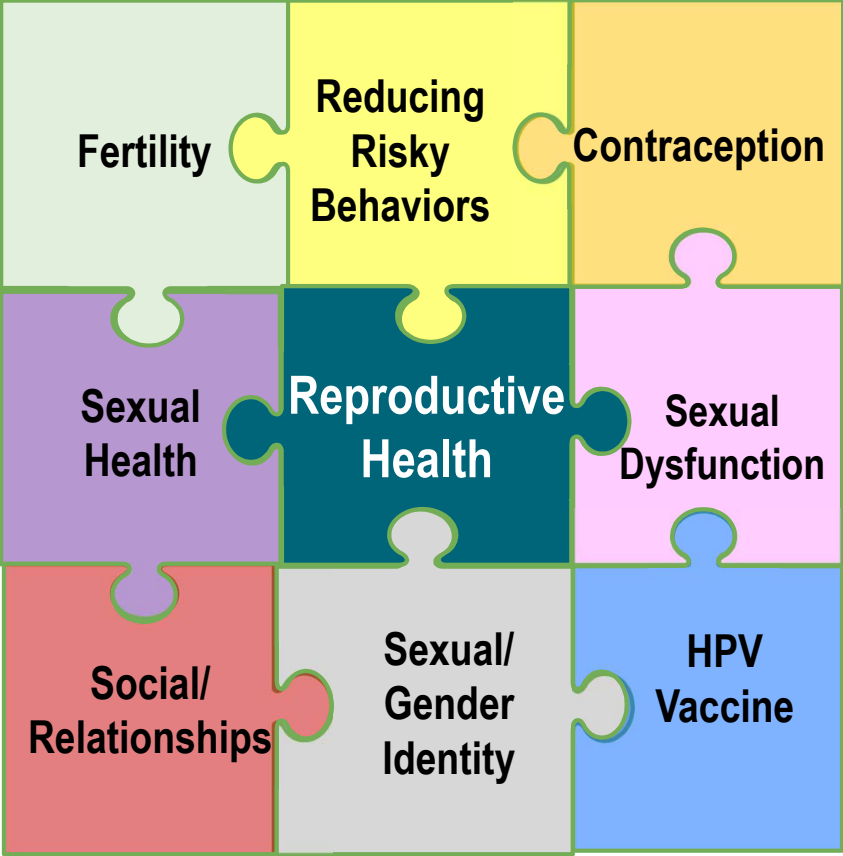 Fertility
Reducing
Risky
Behaviors
Contraception
Sexual
Health
Reproductive
Health
Sexual
Dysfunction
Social/
Relationships
Sexual/
Gender
Identity
HPV
Vaccine